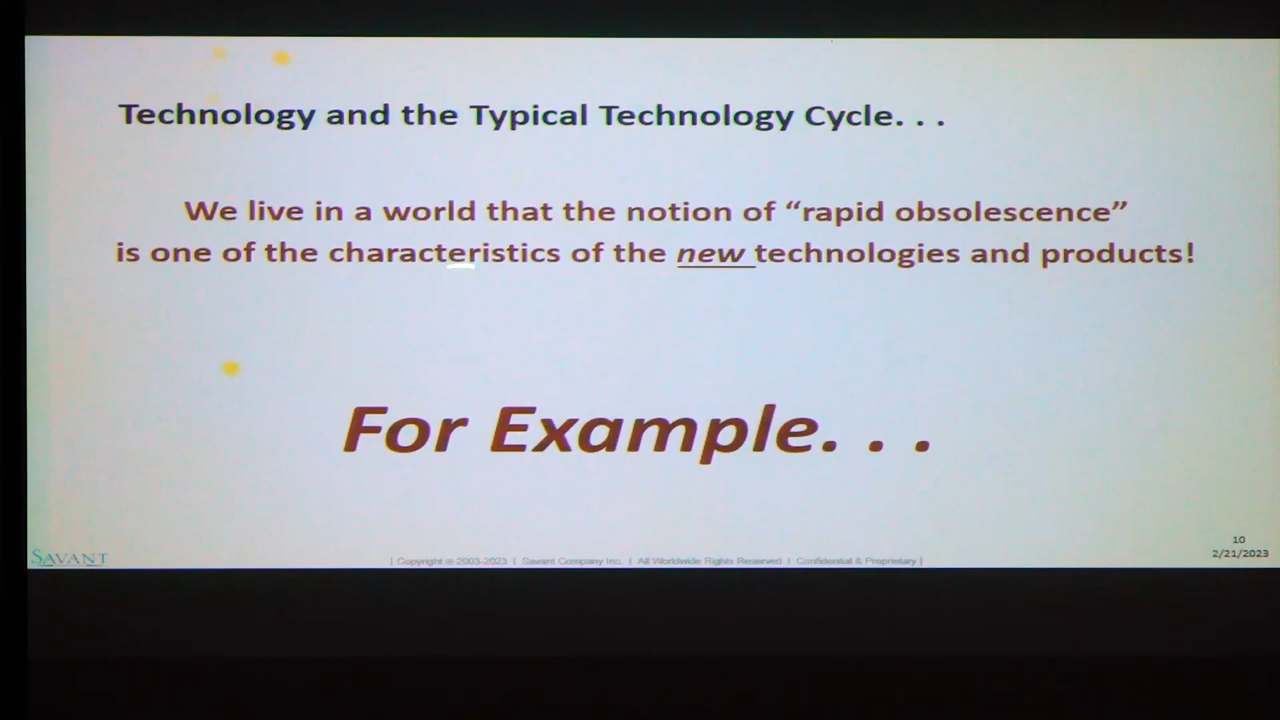 Technology and the Typical Technology Cycle. . .
We live in a world that the notion of “rapid obsolescence”
is one of the characteristics of the new technologies and products!
For Example. . .
SAVANT
| Copyright © 2003-2023 | Savant Company Inc. | All Worldwide Rights Reserved | Confidential & Proprietary |
10
2/21/2023